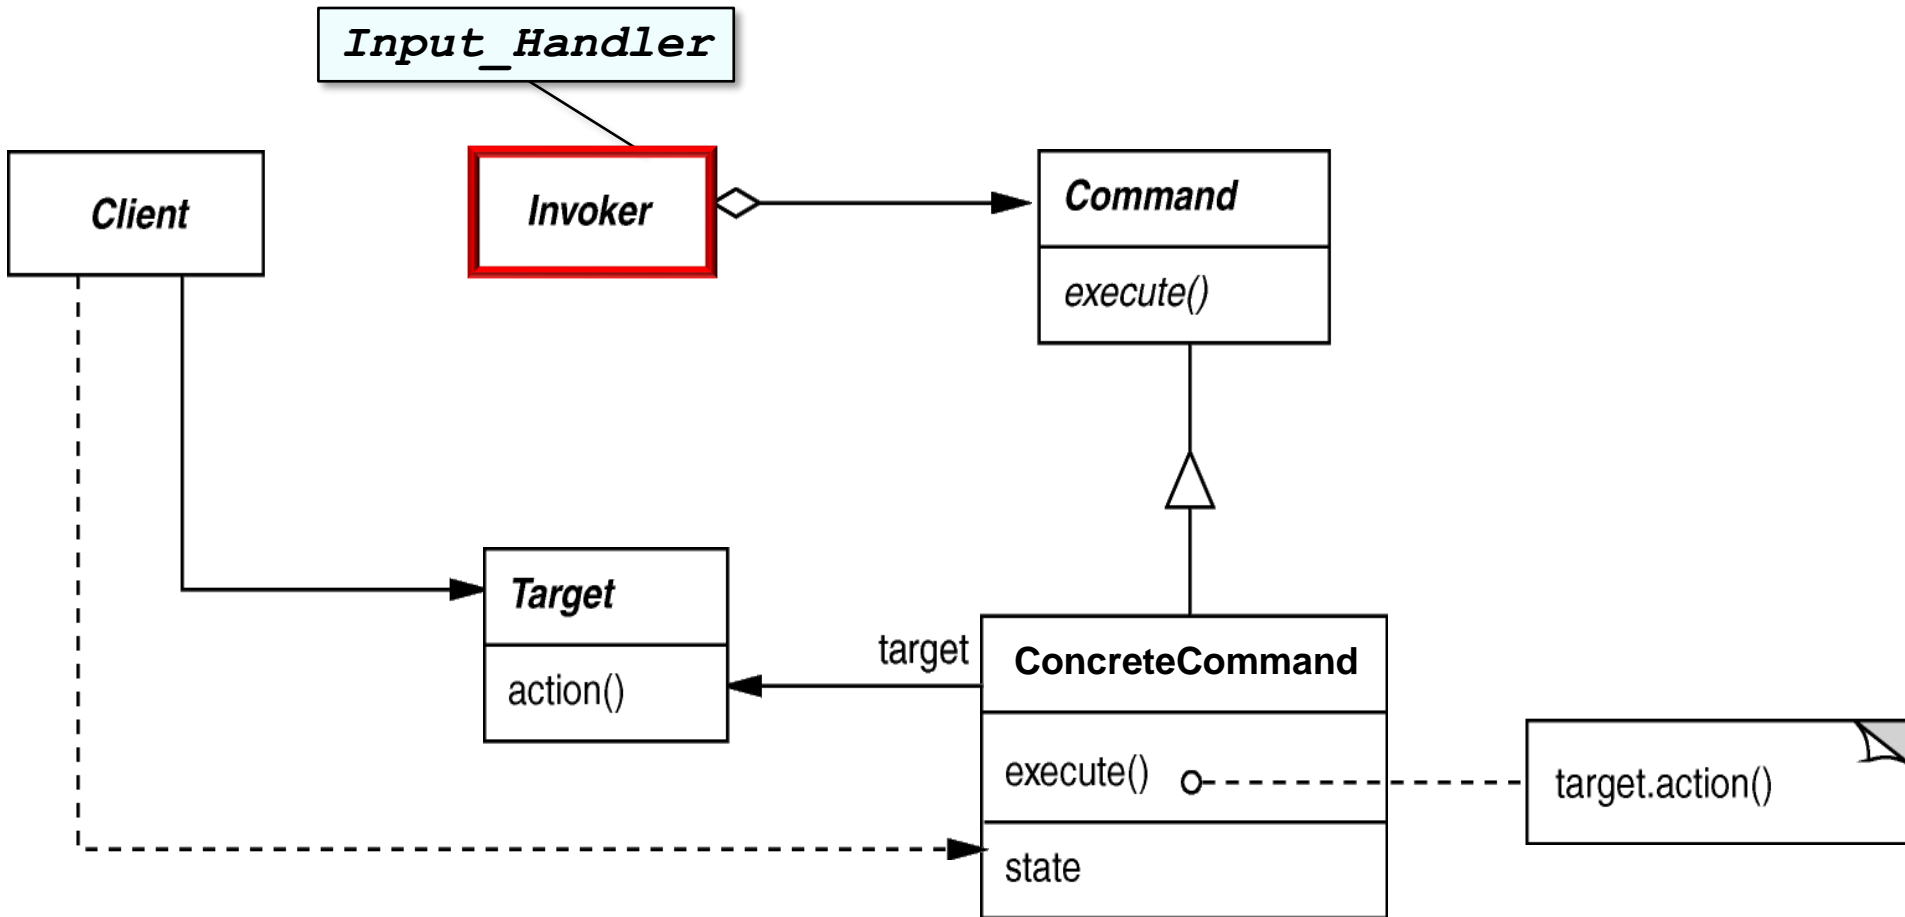 Input_Handler
Client
Invoker
Command
execute()
Target
action()
target
ConcreteCommand
execute()
state
target.action()